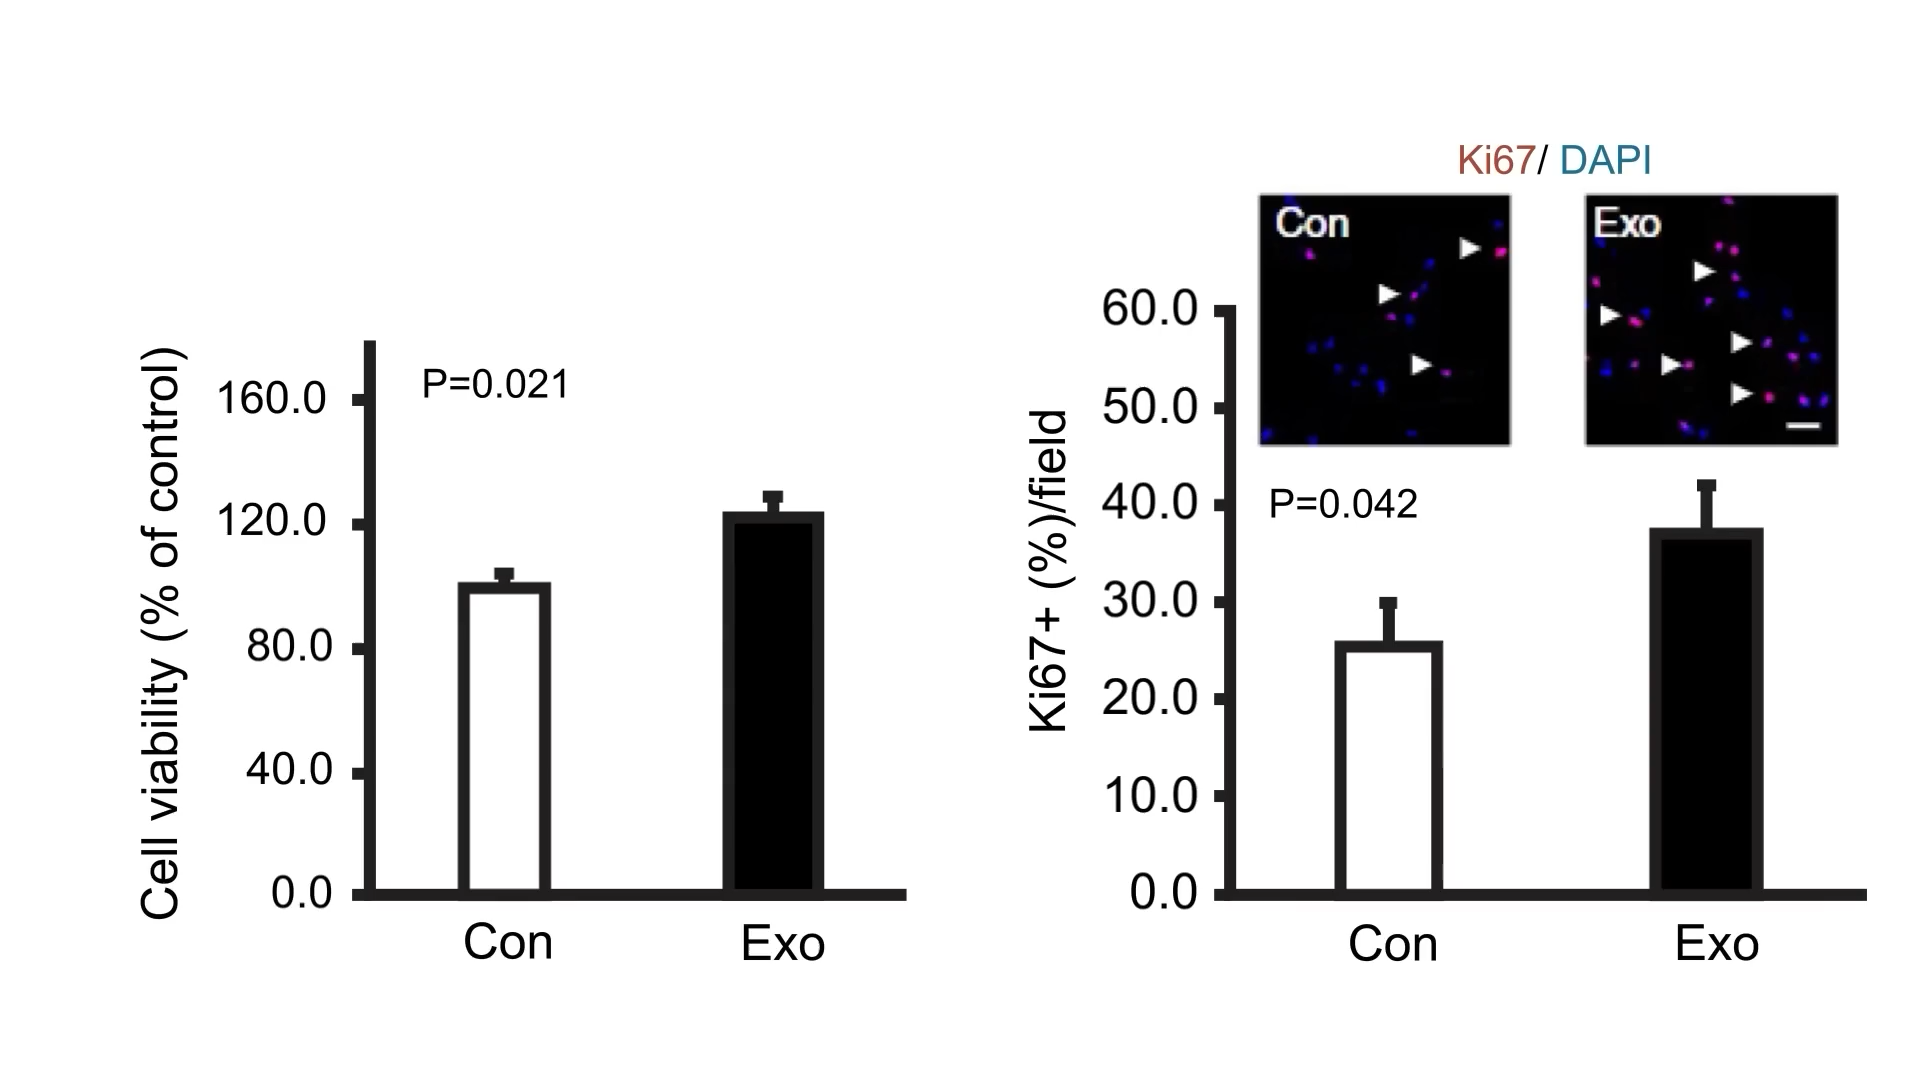 Cell viability (% of control)
160.0
120.0
80.0
40.0
0.0
P=0.021
Con
Exo
Ki67/ DAPI
Con
Exo
Ki67+ (%)/field
60.0
50.0
40.0
30.0
20.0
10.0
0.0
P=0.042
Con
Exo